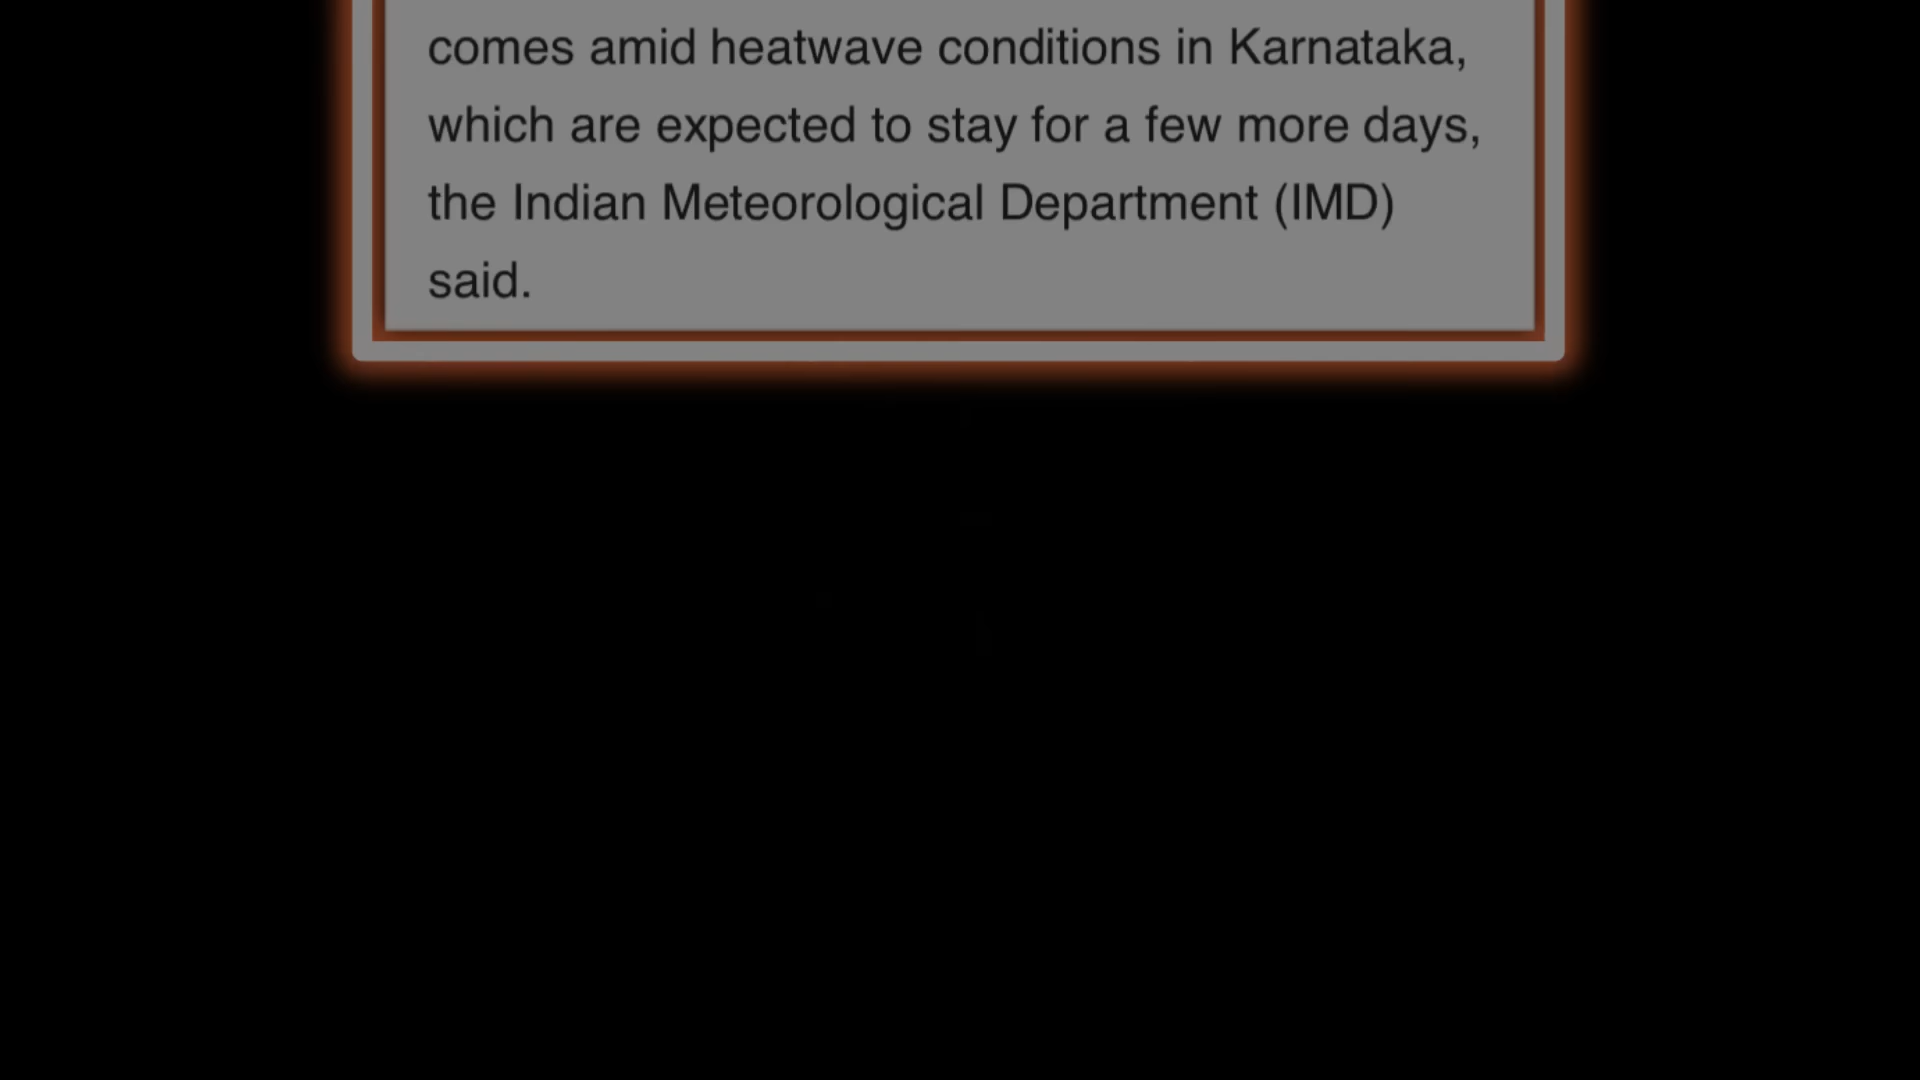 comes amid heatwave conditions in Karnataka,
which are expected to stay for a few more days,
the Indian Meteorological Department (IMD)
said.